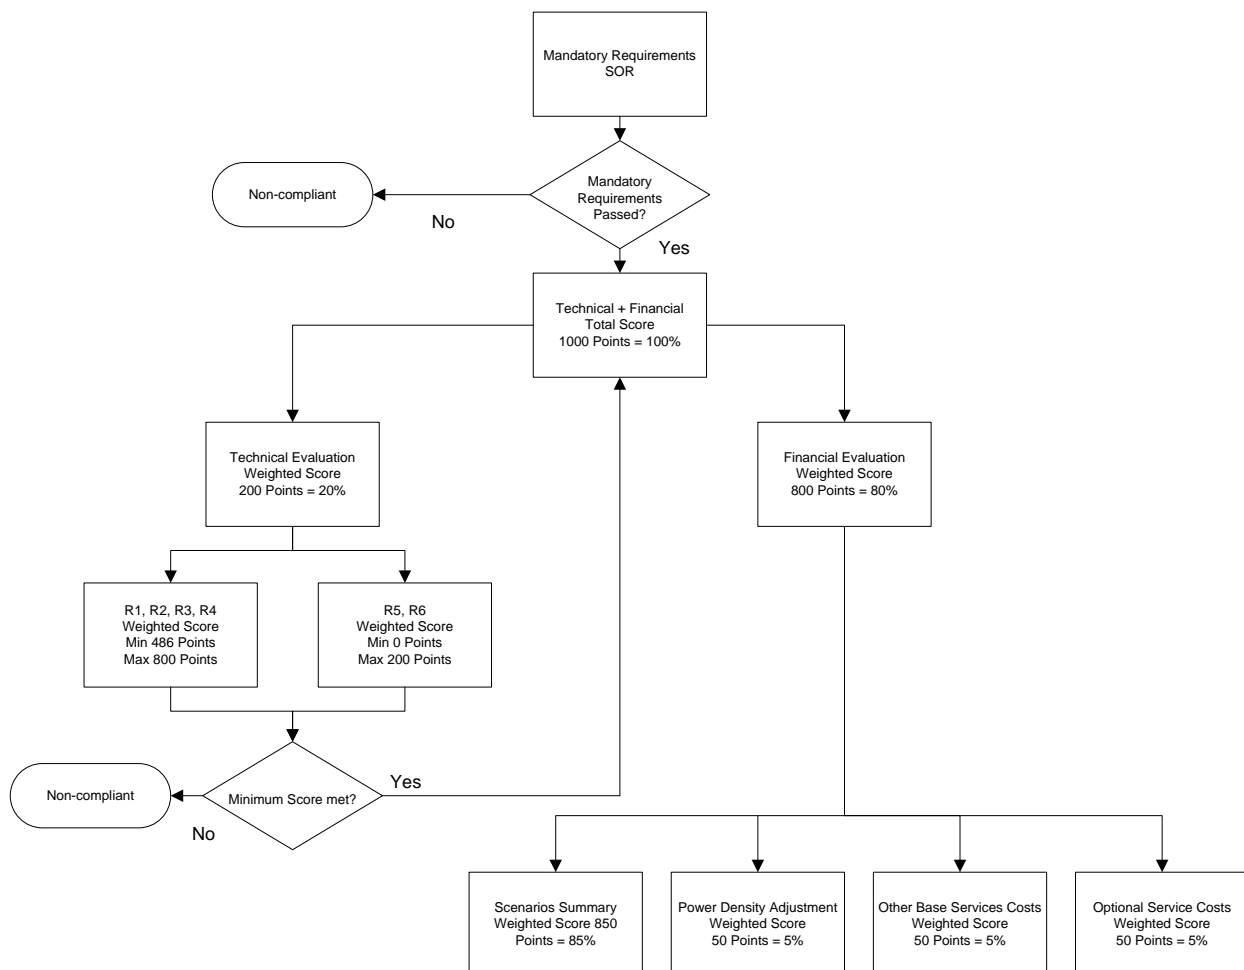 Mandatory Requirements
SOR
Mandatory
Requirements
Passed?
Non-compliant
No
Yes
Technical + Financial
Total Score
1000 Points = 100%
Technical Evaluation
Weighted Score
200 Points = 20%
Financial Evaluation
Weighted Score
800 Points = 80%
R1, R2, R3, R4
Weighted Score
Min 486 Points
Max 800 Points
R5, R6
Weighted Score
Min 0 Points
Max 200 Points
Minimum Score met?
Yes
Non-compliant
No
Scenarios Summary
Weighted Score 850
Points = 85%
Power Density Adjustment
Weighted Score
50 Points = 5%
Other Base Services Costs
Weighted Score
50 Points = 5%
Optional Service Costs
Weighted Score
50 Points = 5%